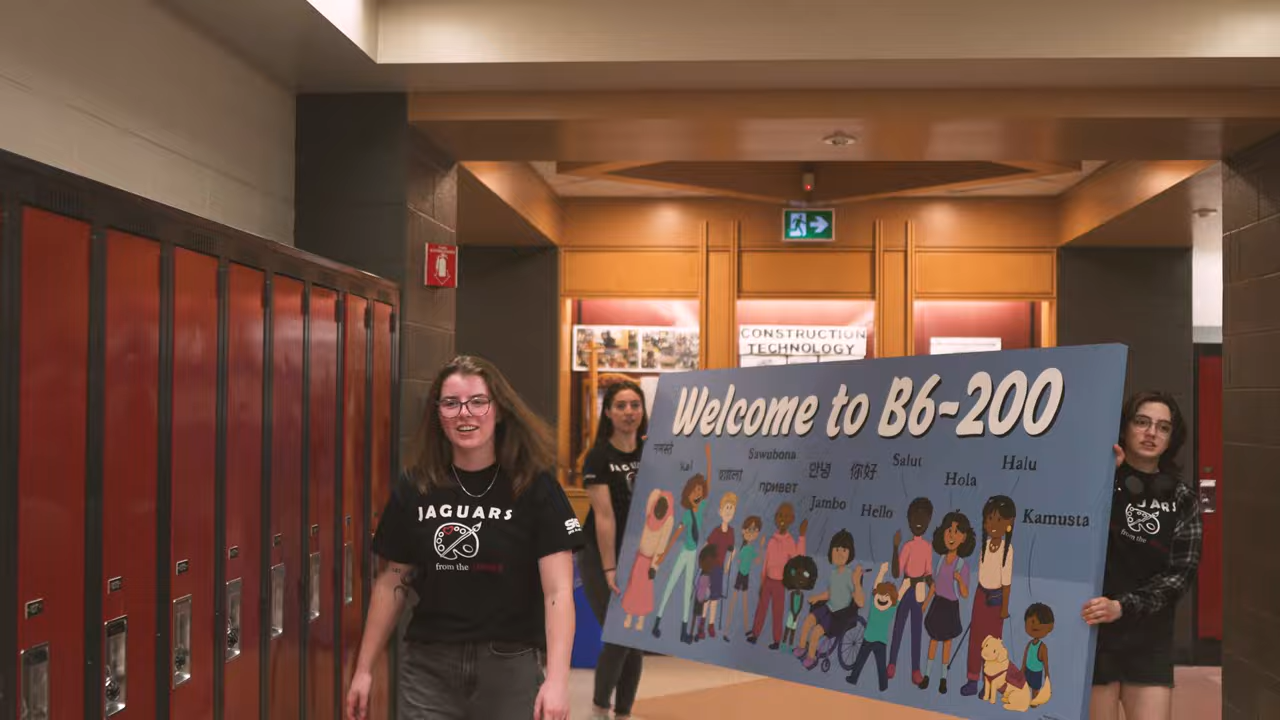 CONSTRUCTION
TECHNOLOGY
Welcome to B6-200
नमस्ते
Kai
Sawubona
привет
안녕
你好
Salut
Hola
Halu
Jambo
Hello
Kamusta
JAGUARS
from the
JAGUARS
from the